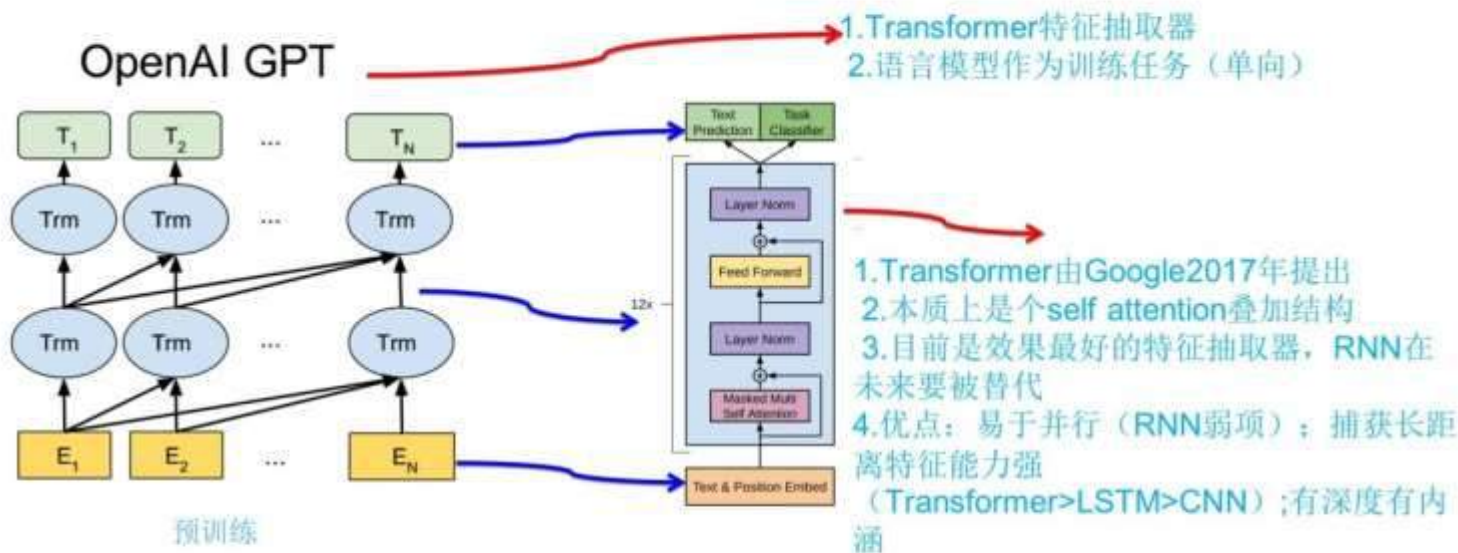 1.Transformer特征抽取器
2.语言模型作为训练任务（单向）
OpenAI GPT
T1 T2 ... TN
Trm Trm ... Trm
Trm Trm ... Trm
E1 E2 ... EN
预训练
Text
Prediction
Task
Classifier
Layer Norm
+
Feed Forward
12x
Layer Norm
+
Masked Multi
Self Attention
Text & Position Embed
1.Transformer由Google2017年提出
2.本质上是个self attention叠加结构
3.目前是效果最好的特征抽取器，RNN在
未来要被替代
4.优点：易于并行（RNN弱项）；捕获长距
离特征能力强
（Transformer>LSTM>CNN）;有深度有内
涵